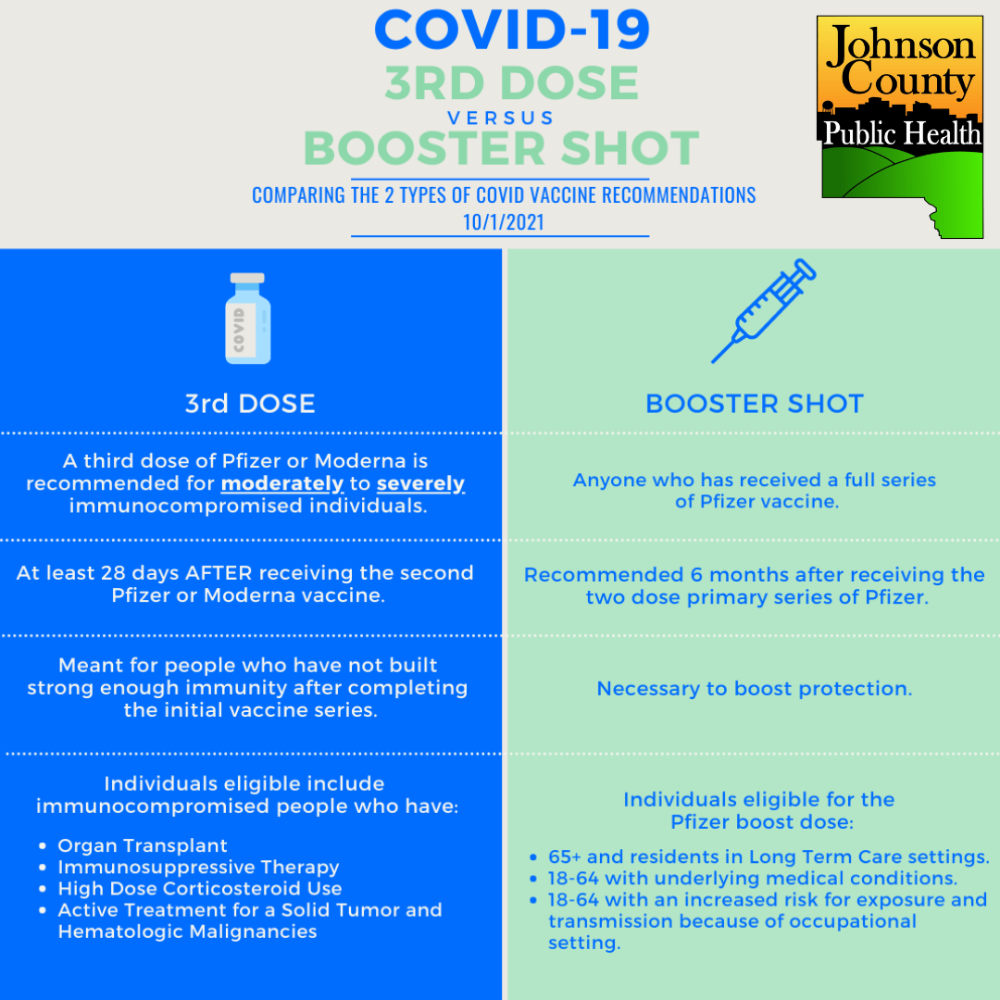 COVID-19
3RD DOSE
VERSUS
BOOSTER SHOT
COMPARING THE 2 TYPES OF COVID VACCINE RECOMMENDATIONS
10/1/2021
Johnson
County
Public Health
COVID
3rd DOSE
A third dose of Pfizer or Moderna is
recommended for moderately to severely
immunocompromised individuals.
At least 28 days AFTER receiving the second
Pfizer or Moderna vaccine.
Meant for people who have not built
strong enough immunity after completing
the initial vaccine series.
Individuals eligible include
immunocompromised people who have:
• Organ Transplant
• Immunosuppressive Therapy
• High Dose Corticosteroid Use
• Active Treatment for a Solid Tumor and
Hematologic Malignancies
BOOSTER SHOT
Anyone who has received a full series
of Pfizer vaccine.
Recommended 6 months after receiving the
two dose primary series of Pfizer.
Necessary to boost protection.
Individuals eligible for the
Pfizer boost dose:
• 65+ and residents in Long Term Care settings.
• 18-64 with underlying medical conditions.
• 18-64 with an increased risk for exposure and
transmission because of occupational
setting.